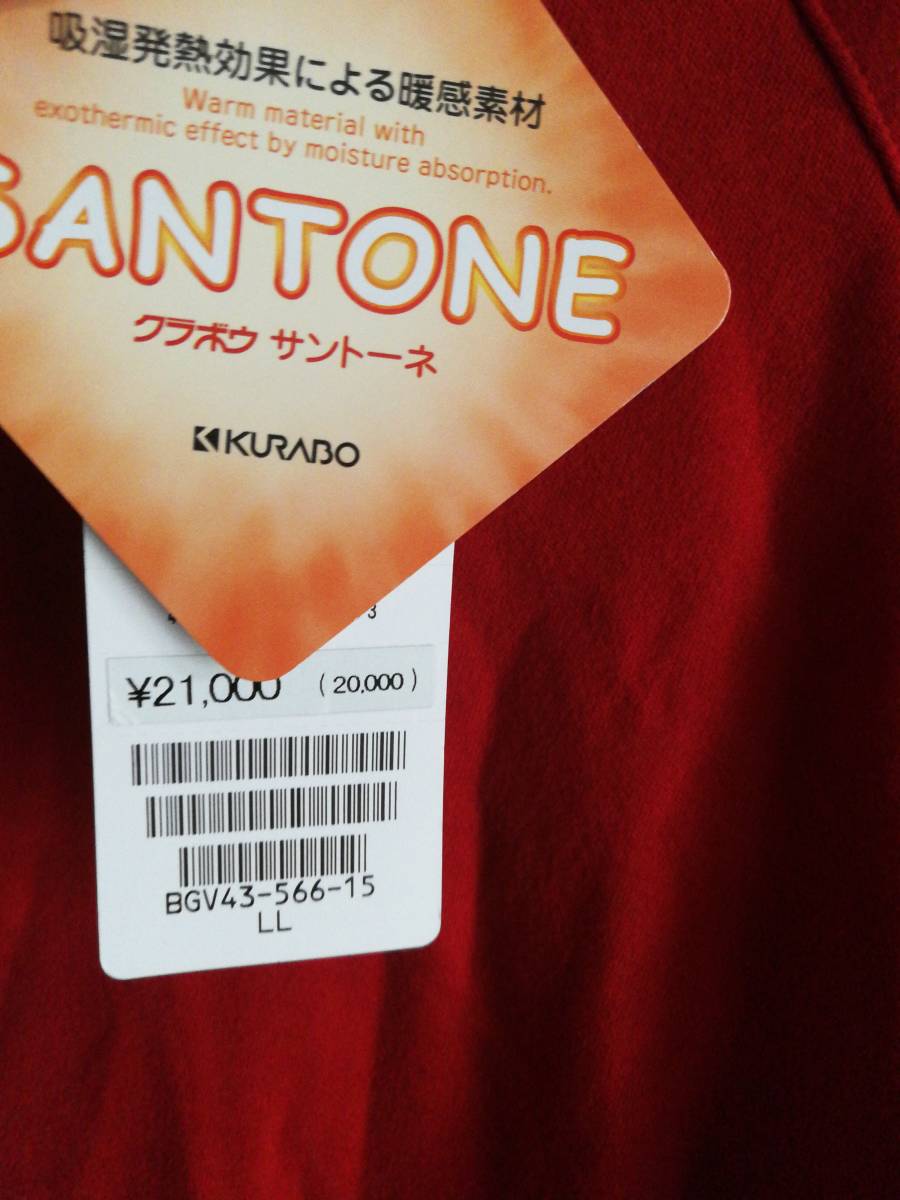 吸湿発熱効果による暖感素材
Warm material with
exothermic effect by moisture absorption.
SANTONE
クラボウ サントーネ
KURABO
3
¥21,000 (20,000)
BGV43-566-15
LL